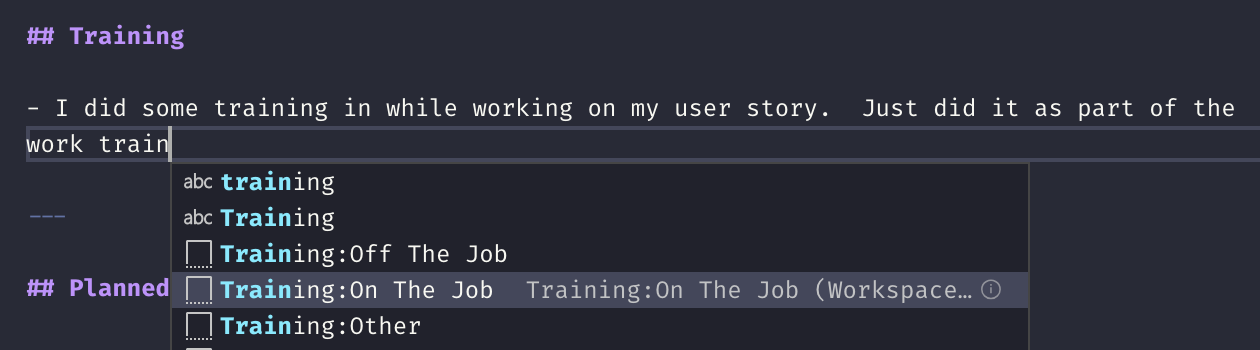 ## Training
- I did some training in while working on my user story.  Just did it as part of the
work train
abc training
abc Training
---
Training:Off The Job
## Planned
Training:On The Job Training:On The Job (Workspace…
Training:Other